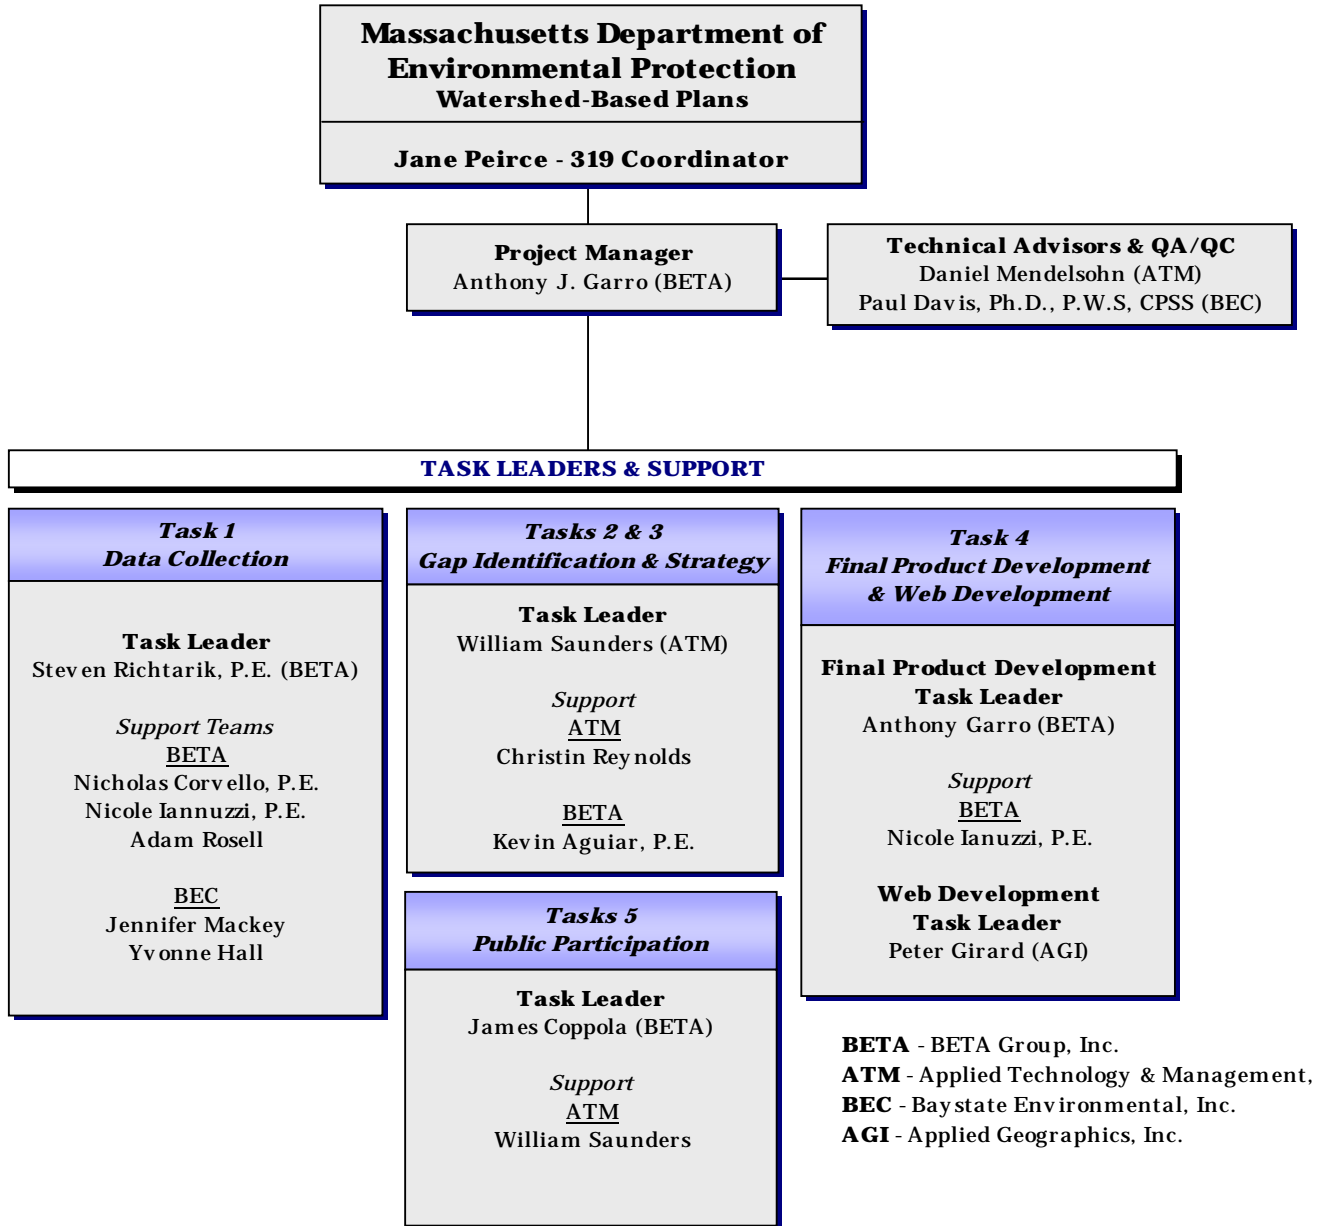 Massachusetts Department of
Environmental Protection
Watershed-Based Plans
Jane Peirce - 319 Coordinator
Project Manager
Anthony J. Garro (BETA)
Technical Advisors & QA/QC
Daniel Mendelsohn (ATM)
Paul Davis, Ph.D., P.W.S, CPSS (BEC)
TASK LEADERS & SUPPORT
Task 1
Data Collection
Task Leader
Steven Richtarik, P.E. (BETA)
Support Teams
BETA
Nicholas Corvello, P.E.
Nicole Iannuzzi, P.E.
Adam Rosell
BEC
Jennifer Mackey
Yvonne Hall
Tasks 2 & 3
Gap Identification & Strategy
Task Leader
William Saunders (ATM)
Support
ATM
Christin Reynolds
BETA
Kevin Aguiar, P.E.
Tasks 5
Public Participation
Task Leader
James Coppola (BETA)
Support
ATM
William Saunders
Task 4
Final Product Development
& Web Development
Final Product Development
Task Leader
Anthony Garro (BETA)
Support
BETA
Nicole Ianuzzi, P.E.
Web Development
Task Leader
Peter Girard (AGI)
BETA - BETA Group, Inc.
ATM - Applied Technology & Management,
BEC - Baystate Environmental, Inc.
AGI - Applied Geographics, Inc.